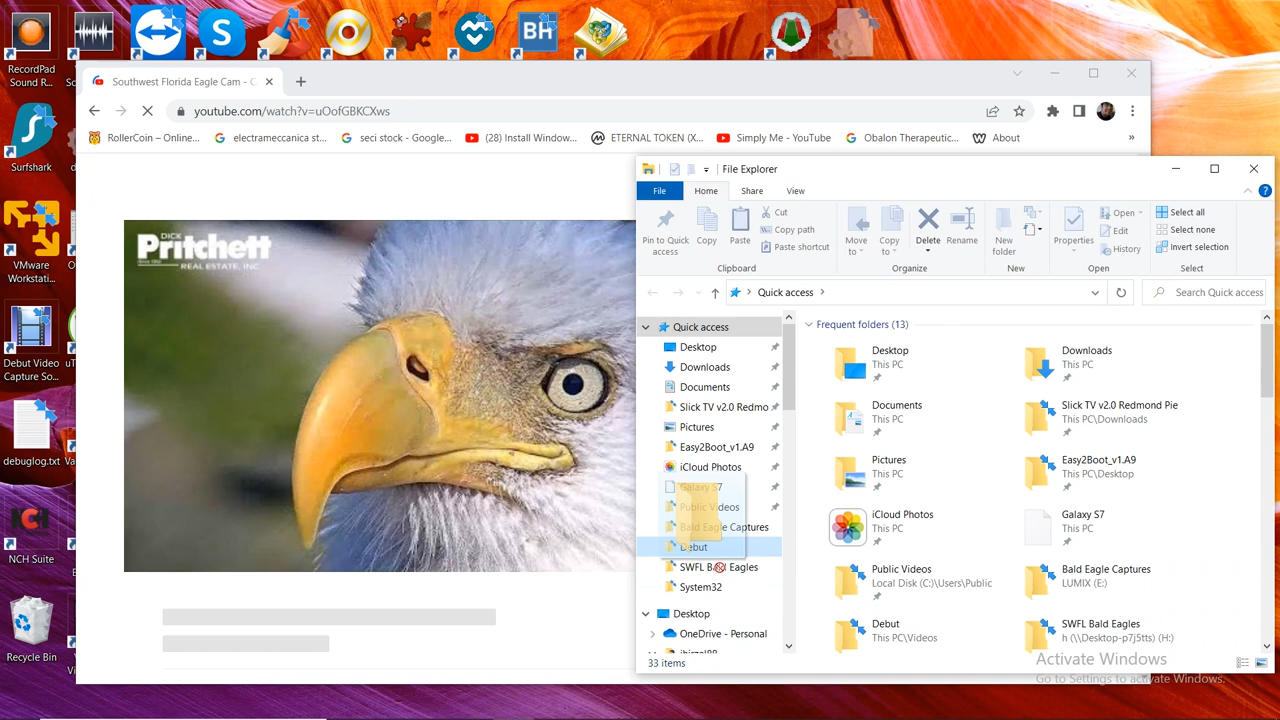 RecordPad
Sound R...
So
Surfshark
d
VMware
Workstati...
O
Debut Video
Capture So...
uT
debuglog.txt
Va
NCH
NCH Suite
Recycle Bin
Vi
S
BH
Southwest Florida Eagle Cam - C
youtube.com/watch?v=uOofGBKCXws
RollerCoin – Online...
electrameccanica st...
seci stock - Google...
(28) Install Window...
ETERNAL TOKEN (X...
Simply Me - YouTube
Obalon Therapeutic...
About
»
DICK
Pritchett
REAL ESTATE, INC
File Explorer
File
Home
Share
View
Pin to Quick
access
Copy
Paste
Cut
Copy path
Paste shortcut
Clipboard
Move
to
Copy
to
Delete
Rename
Organize
New
folder
New
Properties
Open
Edit
History
Open
Select all
Select none
Invert selection
Select
Quick access
Search Quick access
Quick access
Desktop
Downloads
Documents
Slick TV v2.0 Redmo
Pictures
Easy2Boot_v1.A9
iCloud Photos
Galaxy S7
Public Videos
Bald Eagle Captures
Debut
SWFL Bald Eagles
System32
Desktop
OneDrive - Personal
Frequent folders (13)
Desktop
This PC
Downloads
This PC
Documents
This PC
Slick TV v2.0 Redmond Pie
This PC\Downloads
Pictures
This PC
Easy2Boot_v1.A9
This PC\Desktop
iCloud Photos
This PC
Galaxy S7
This PC
Public Videos
Local Disk (C:)\Users\Public
Bald Eagle Captures
LUMIX (E:)
Debut
This PC\Videos
SWFL Bald Eagles
h (\\Desktop-p7j5tts) (H:)
33 items
Activate Windows
Go to Settings to activate Windows.